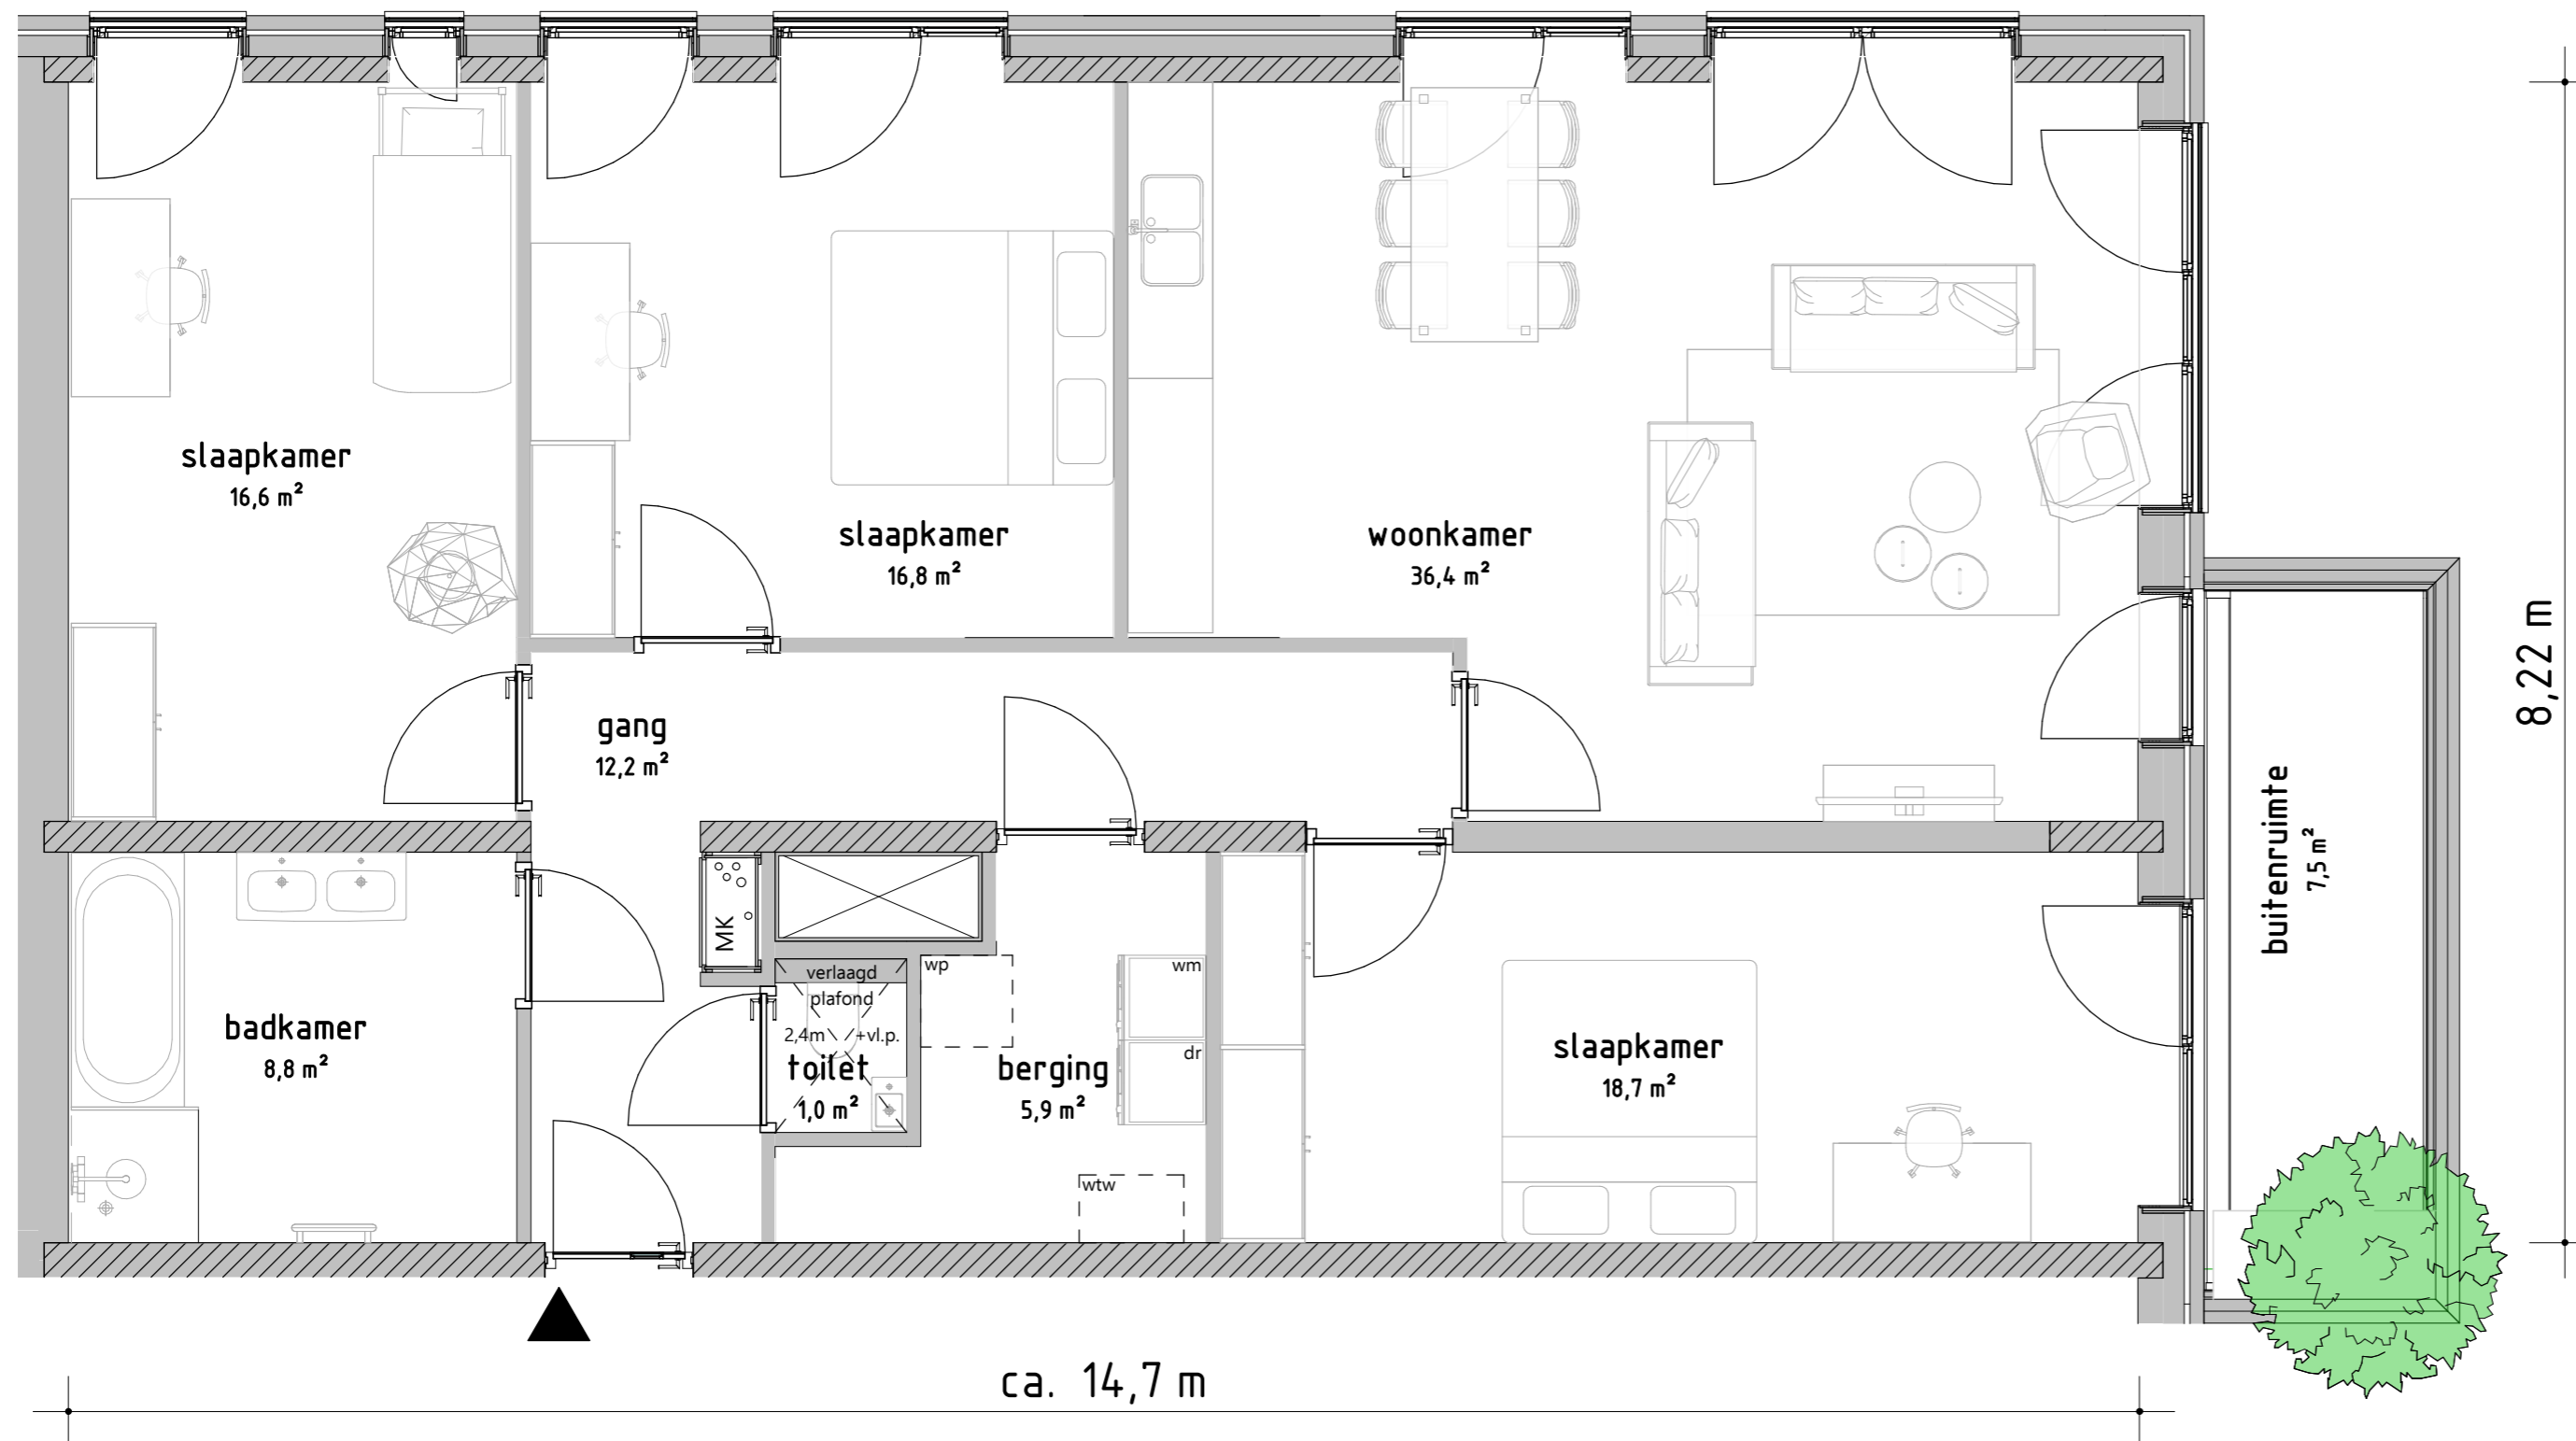 slaapkamer
16,6 m²
slaapkamer
16,8 m²
woonkamer
36,4 m²
gang
12,2 m²
8,22 m
buitenruimte
7,5 m²
MK
verlaagd
plafond
2,4m +vl.p.
toilet
1,0 m²
wp
wm
dr
berging
5,9 m²
wtw
badkamer
8,8 m²
slaapkamer
18,7 m²
ca. 14,7 m